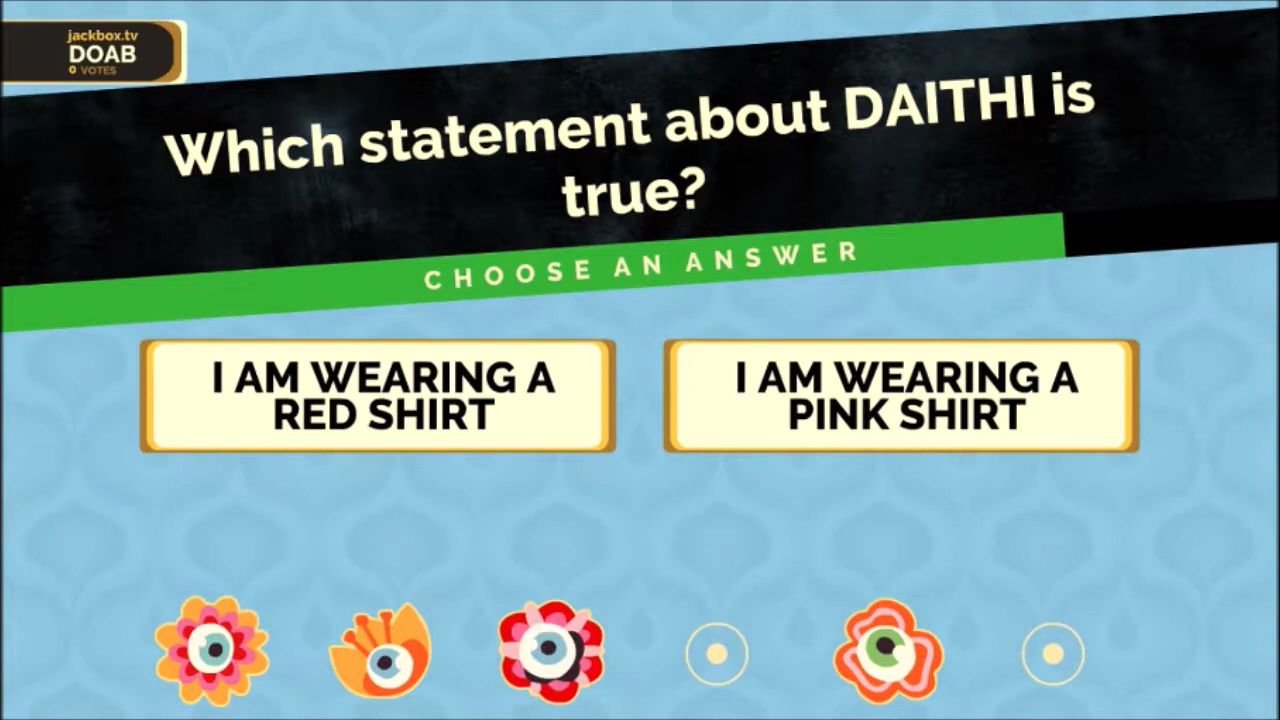 jackbox.tv
DOAB
0 VOTES
Which statement about DAITHI is
true?
CHOOSE AN ANSWER
I AM WEARING A
RED SHIRT
I AM WEARING A
PINK SHIRT